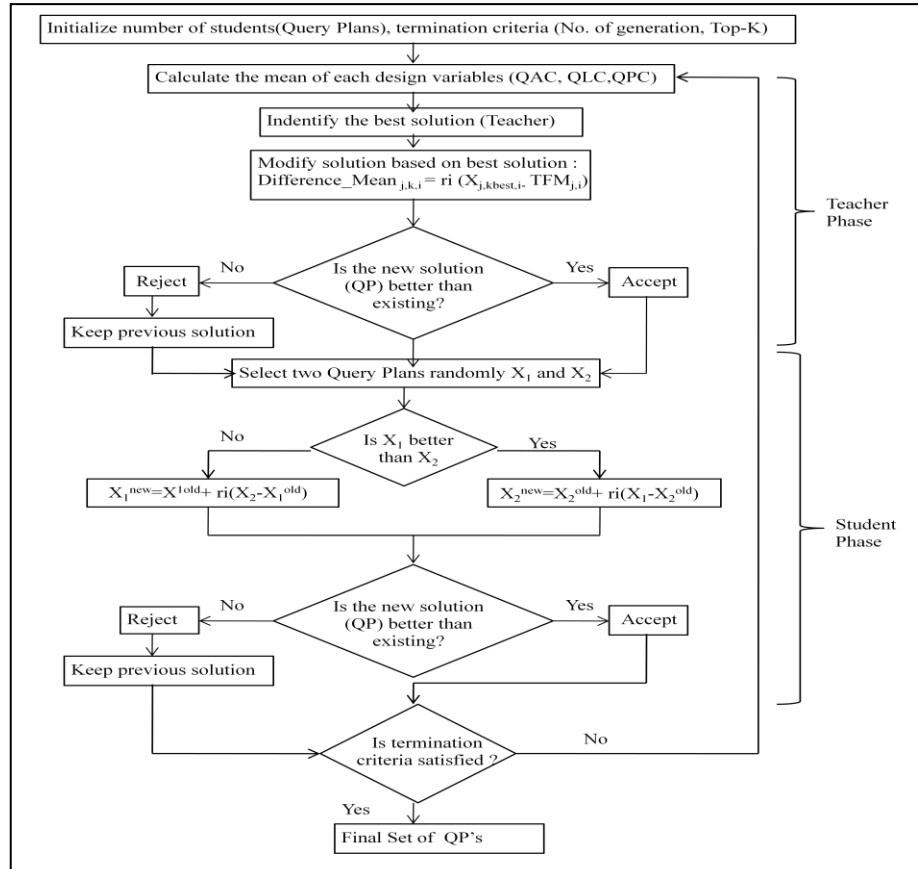 Initialize number of students(Query Plans), termination criteria (No. of generation, Top-K)
Calculate the mean of each design variables (QAC, QLC,QPC)
Indentify the best solution (Teacher)
Modify solution based on best solution :
Difference_Mean j,k,i = ri (Xj,kbest,i- TFMj,i)
Teacher
Phase
Is the new solution
(QP) better than
existing?
No
Yes
Reject
Accept
Keep previous solution
Select two Query Plans randomly X1 and X2
Is X1 better
than X2
No
Yes
X1new=X1old+ ri(X2-X1old)
X2new=X2old+ ri(X1-X2old)
Student
Phase
Is the new solution
(QP) better than
existing?
No
Yes
Reject
Accept
Keep previous solution
Is termination
criteria satisfied ?
No
Yes
Final Set of QP's